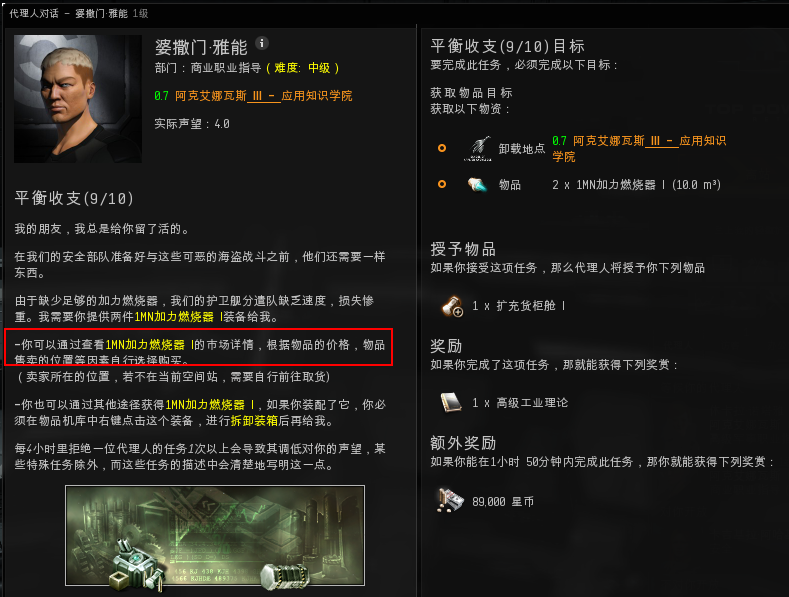 代理人对话 - 婆撒门·雅能 1级
婆撒门·雅能
部门：商业职业指导 ( 难度: 中级 )
0.7 阿克艾娜瓦斯 III - 应用知识学院
实际声望：4.0
平衡收支(9/10)
我的朋友，我总是给你留了活的。
在我们的安全部队准备好与这些可恶的海盗战斗之前，他们还需要一样
东西。
由于缺少足够的加力燃烧器，我们的护卫舰分遣队缺乏速度，损失惨
重。我需要你提供两件1MN加力燃烧器 I装备给我。
-你可以通过查看1MN加力燃烧器 I的市场详情，根据物品的价格，物品
售卖的位置等因素自行选择购买。
( 卖家所在的位置，若不在当前空间站，需要自行前往取货)
-你也可以通过其他途径获得1MN加力燃烧器 I，如果你装配了它，你必
须在物品机库中右键点击这个装备，进行拆卸装箱后再给我。
每4小时里拒绝一位代理人的任务1次以上会导致其调低对你的声望，某
些特殊任务除外，而这些任务的描述中会清楚地写明这一点。
平衡收支(9/10)目标
要完成此任务，必须完成以下目标：
获取物品目标
获取以下物资：
卸载地点 0.7 阿克艾娜瓦斯 III - 应用知识
学院
物品 2 x 1MN加力燃烧器 I (10.0 m³)
授予物品
如果你接受这项任务，那么代理人将授予你下列物品
1 x 扩充货柜舱 I
奖励
如果你完成了这项任务，那就能获得下列奖赏：
1 x 高级工业理论
额外奖励
如果你能在1小时 50分钟内完成此任务，那你就能获得下列奖赏：
89,000 星币